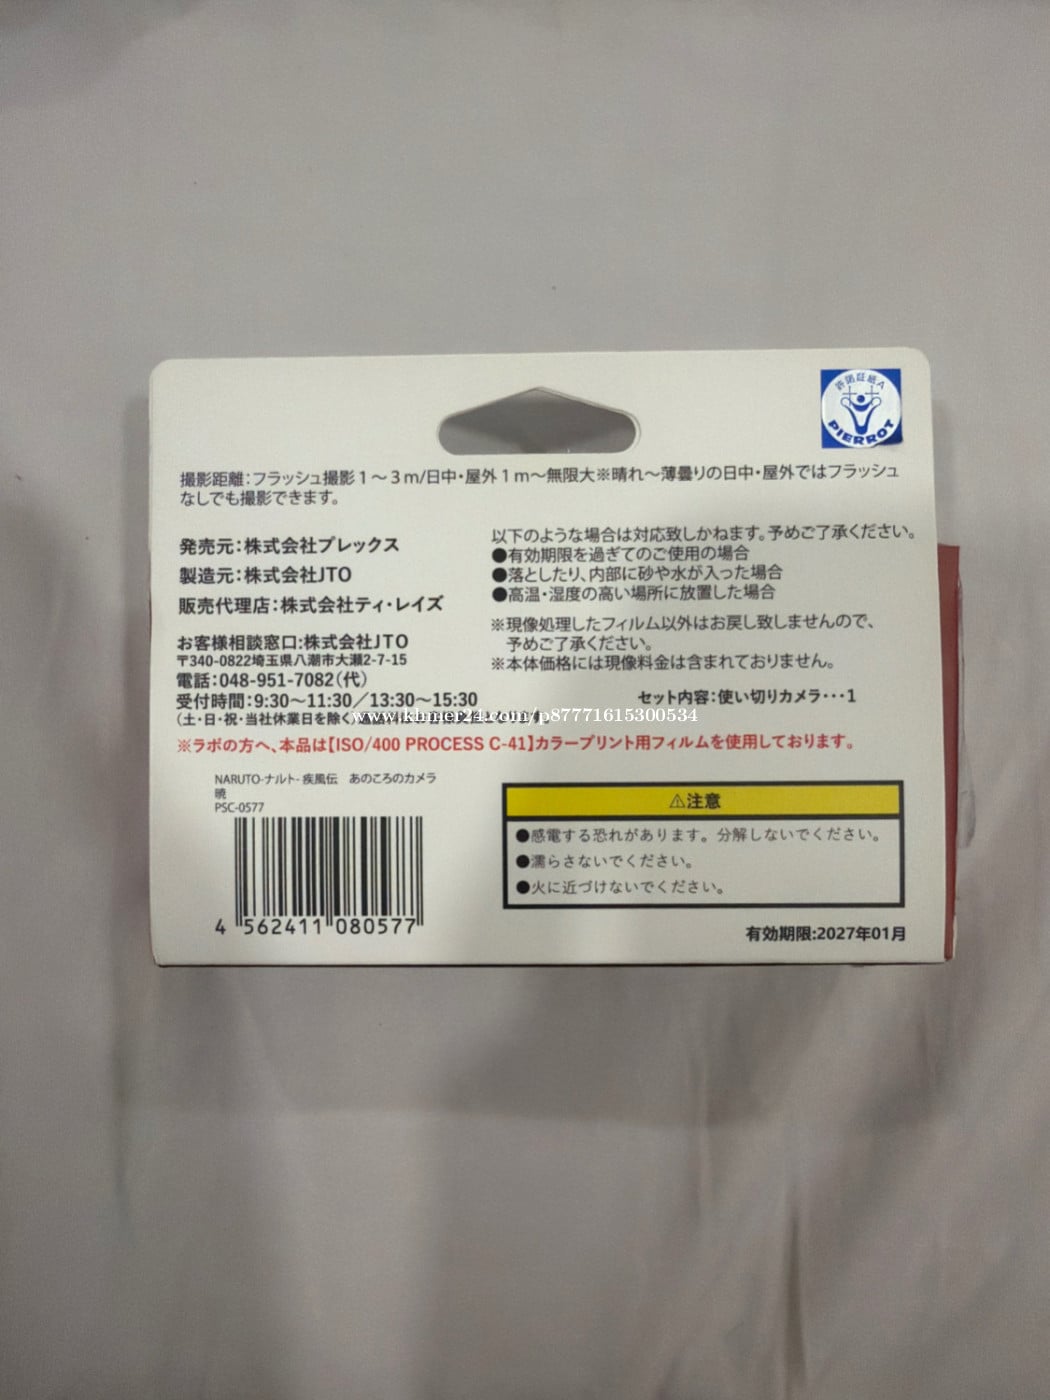 許諾証紙A
PIERROT
撮影距離:フラッシュ撮影1～3m/日中・屋外1m～無限大※晴れ～薄曇りの日中・屋外ではフラッシュ
なしでも撮影できます。
発売元:株式会社プレックス
製造元:株式会社JTO
販売代理店:株式会社ティ・レイズ
お客様相談窓口:株式会社JTO
〒340-0822埼玉県八潮市大瀬2-7-15
電話:048-951-7082(代)
受付時間:9:30～11:30/13:30～15:30
(土・日・祝・当社休業日を除く)
以下のような場合は対応致しかねます。予めご了承ください。
●有効期限を過ぎてのご使用の場合
●落としたり、内部に砂や水が入った場合
●高温・湿度の高い場所に放置した場合
※現像処理したフィルム以外はお戻し致しませんので、
予めご了承ください。
※本体価格には現像料金は含まれておりません。
セット内容:使い切りカメラ・・・1
www.khmer24.com/p87771615300534
※ラボの方へ、本品は【ISO/400 PROCESS C-41】カラープリント用フィルムを使用しております。
NARUTO-ナルト- 疾風伝 あのころのカメラ
暁
PSC-0577
4 562411 080577
⚠注意
●感電する恐れがあります。分解しないでください。
●濡らさないでください。
●火に近づけないでください。
有効期限:2027年01月